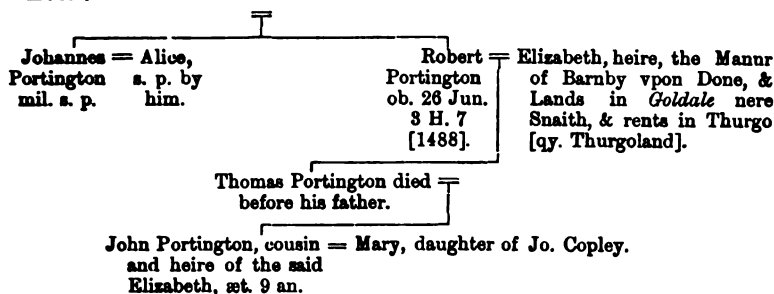 Johannes = Alice,
Portington s. p. by
mil. s. p. him.
Robert = Elizabeth, heire, the Manur
Portington of Barnby vpon Done, &
ob. 26 Jun. Lands in Goldale nere
3 H. 7 Snaith, & rents in Thurgo
[1488]. [qy. Thurgoland].
Thomas Portington died =
before his father.
John Portington, cousin = Mary, daughter of Jo. Copley.
and heire of the said
Elizabeth, æt. 9 an.